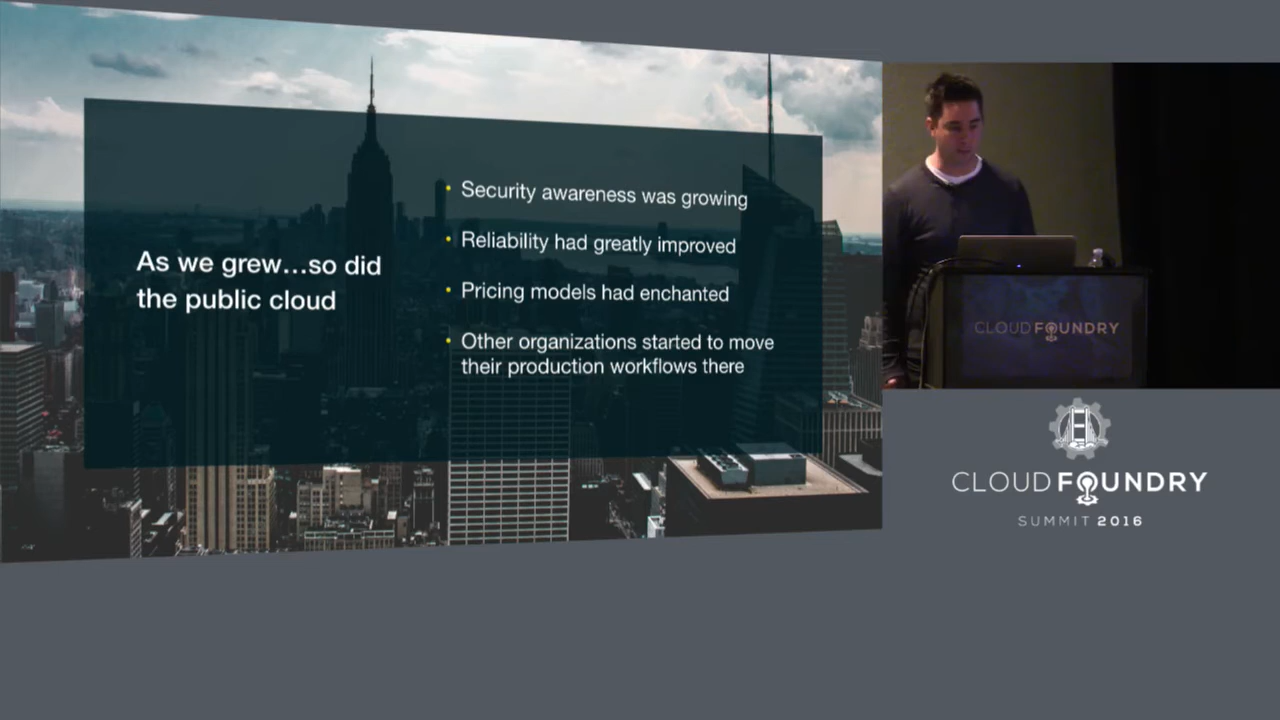 As we grew...so did
the public cloud
• Security awareness was growing
• Reliability had greatly improved
• Pricing models had enchanted
• Other organizations started to move
their production workflows there
CLOUD FOUNDRY
CLOUD FOUNDRY
SUMMIT 2016